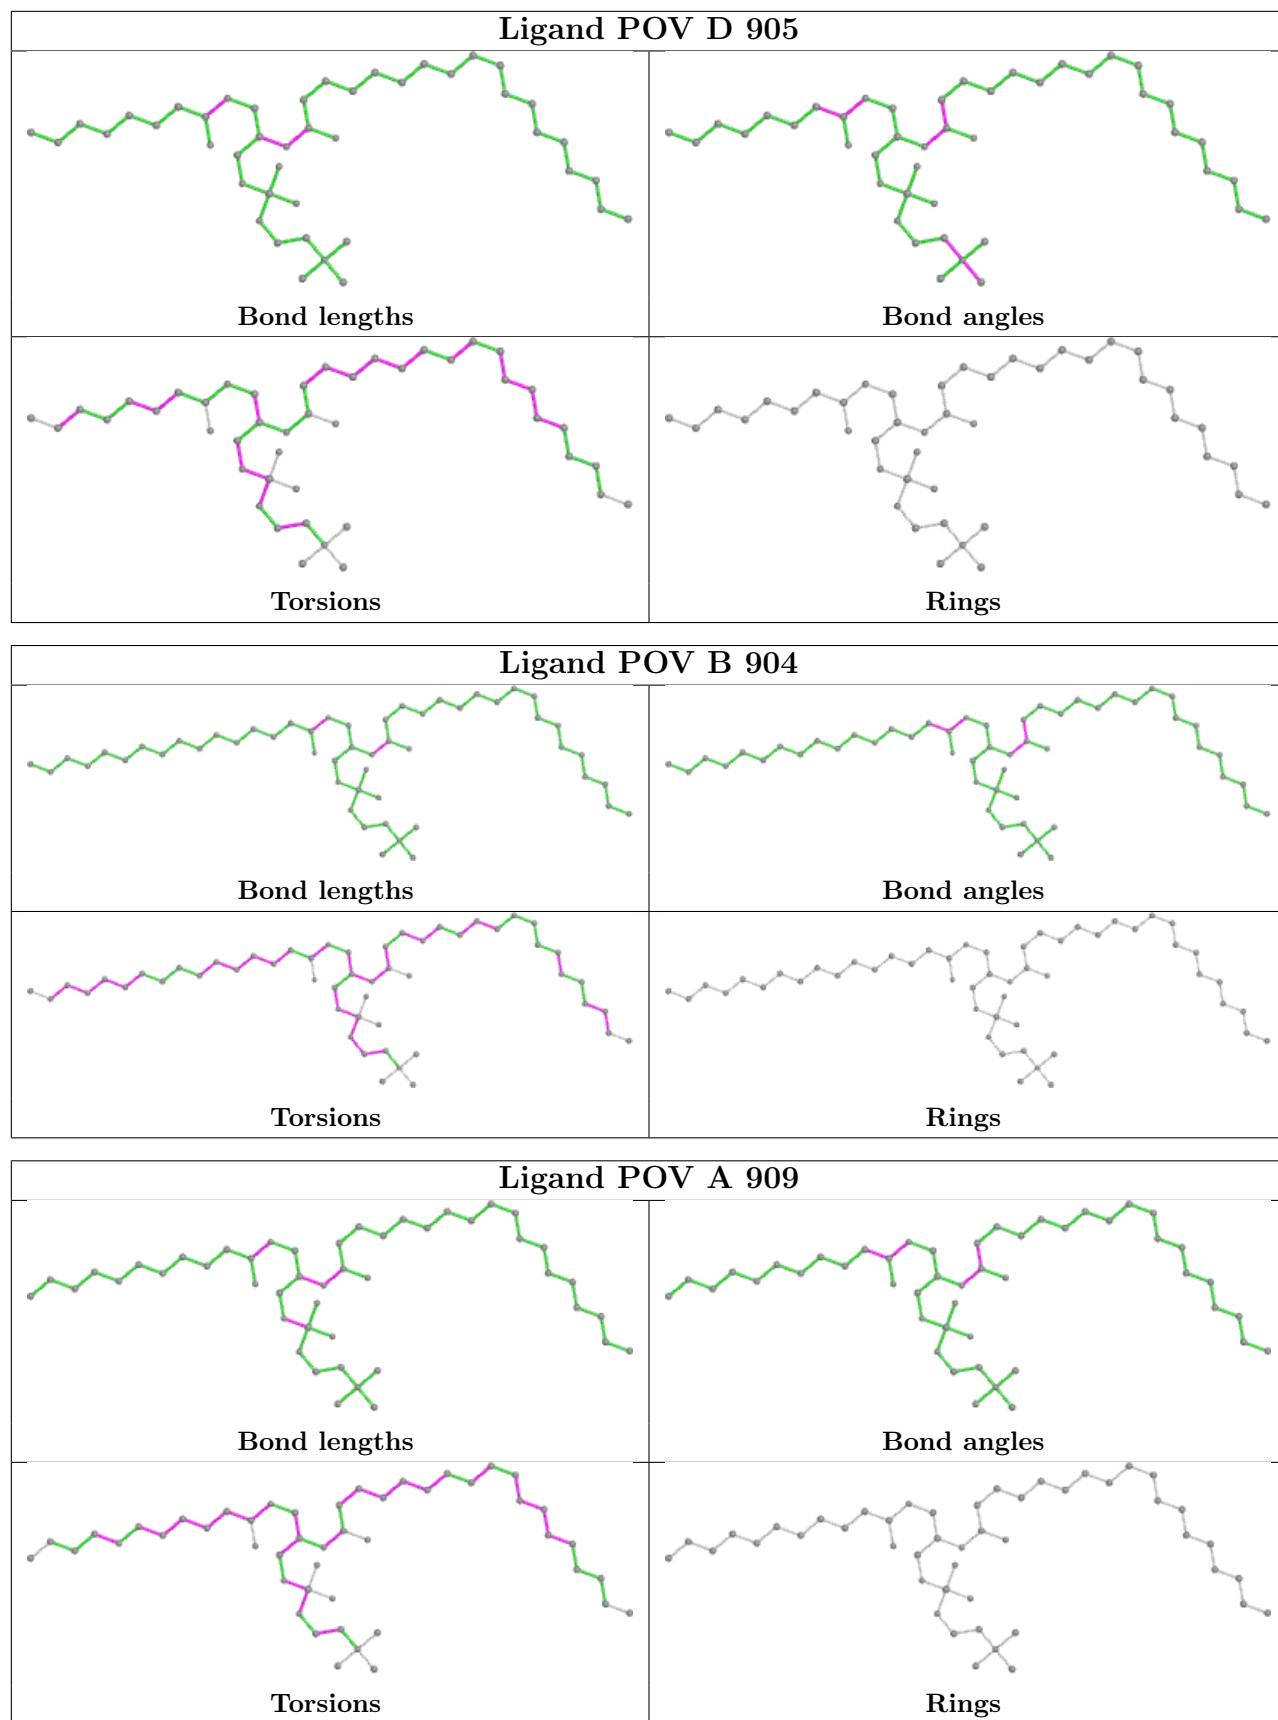 Ligand POV D 905
Bond lengths
Bond angles
Torsions
Rings
Ligand POV B 904
Bond lengths
Bond angles
Torsions
Rings
Ligand POV A 909
Bond lengths
Bond angles
Torsions
Rings